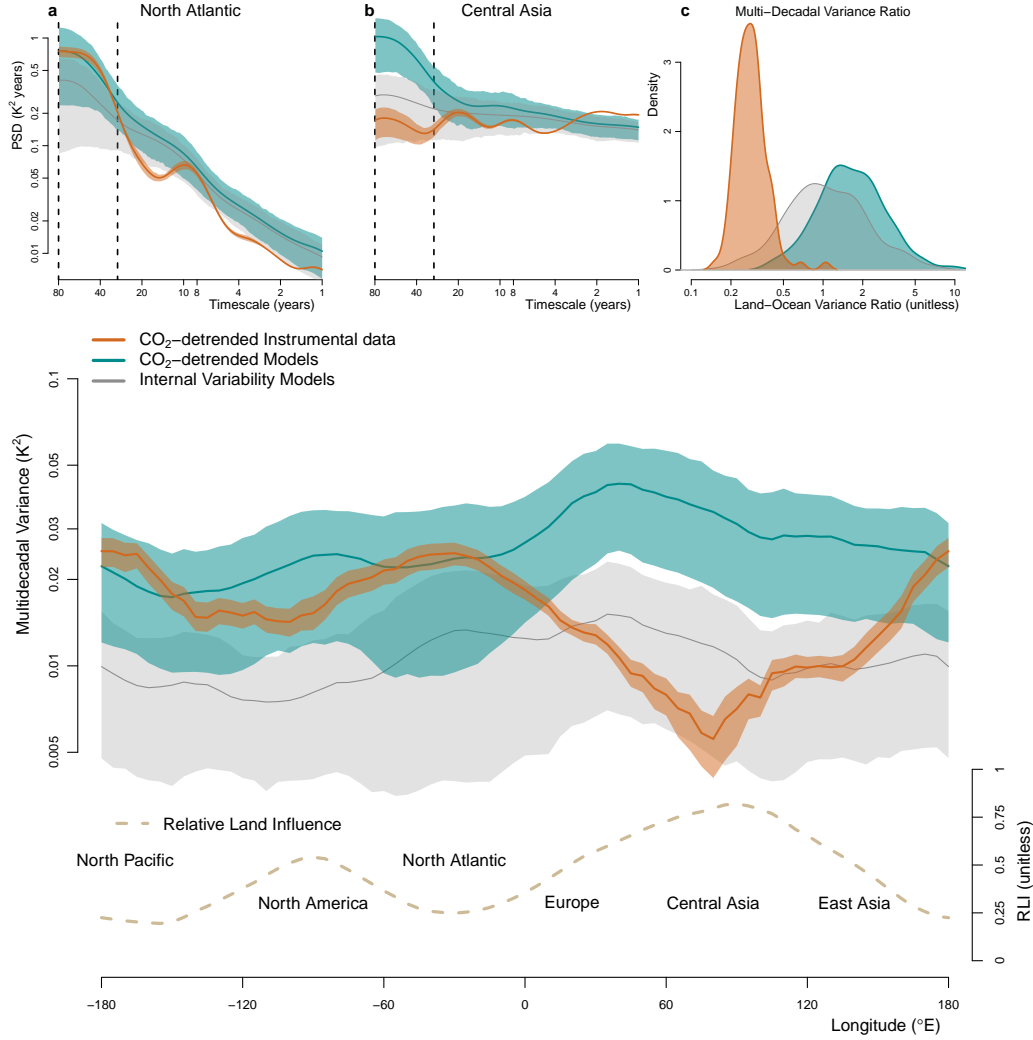 a North Atlantic
PSD (K² years)
1
0.5
0.2
0.1
0.05
0.02
0.01
80 40 20 10 8 4 2 1
Timescale (years)
b Central Asia
80 40 20 10 8 4 2 1
Timescale (years)
c Multi−Decadal Variance Ratio
Density
3
2
1
0
0.1 0.2 0.5 1 2 5 10
Land−Ocean Variance Ratio (unitless)
CO₂−detrended Instrumental data
CO₂−detrended Models
Internal Variability Models
Multidecadal Variance (K²)
0.1
0.05
0.03
0.02
0.01
0.005
Relative Land Influence
North Pacific
North America
North Atlantic
Europe
Central Asia
East Asia
1
0.75
0.5
0.25
0
RLI (unitless)
−180 −120 −60 0 60 120 180
Longitude (°E)